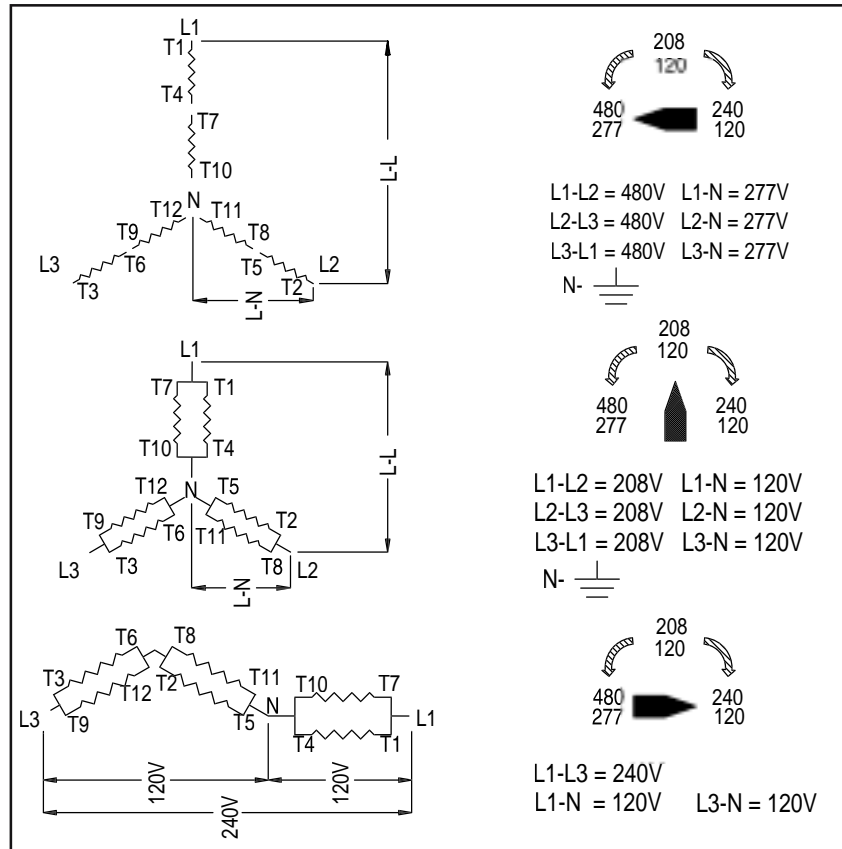 L1
T1
T4
T7
T10
N
T12 T11
T9 T8
T6 T5
L3 L2
T3 T2
L-L
L-N
208
120
480 240
277 120
L1-L2 = 480V L1-N = 277V
L2-L3 = 480V L2-N = 277V
L3-L1 = 480V L3-N = 277V
N-
L1
T7 T1
T10 T4
N
T12 T5
T9 T6 T11 T2
T3 T8
L3 L2
L-L
L-N
208
120
480 240
277 120
L1-L2 = 208V L1-N = 120V
L2-L3 = 208V L2-N = 120V
L3-L1 = 208V L3-N = 120V
N-
T6 T8
T3 T11 T10 T7
T12 T2 N
L3 T9 T5 T4 T1 L1
120V 120V
240V
208
120
480 240
277 120
L1-L3 = 240V
L1-N = 120V L3-N = 120V